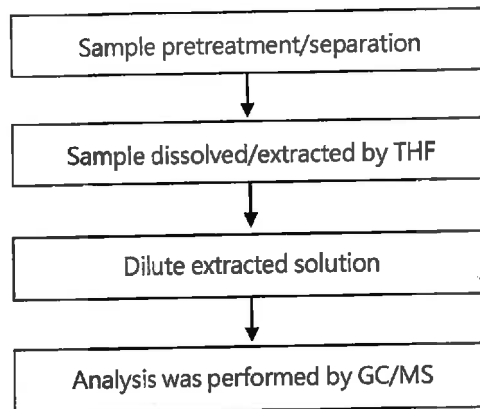 Sample pretreatment/separation
Sample dissolved/extracted by THF
Dilute extracted solution
Analysis was performed by GC/MS